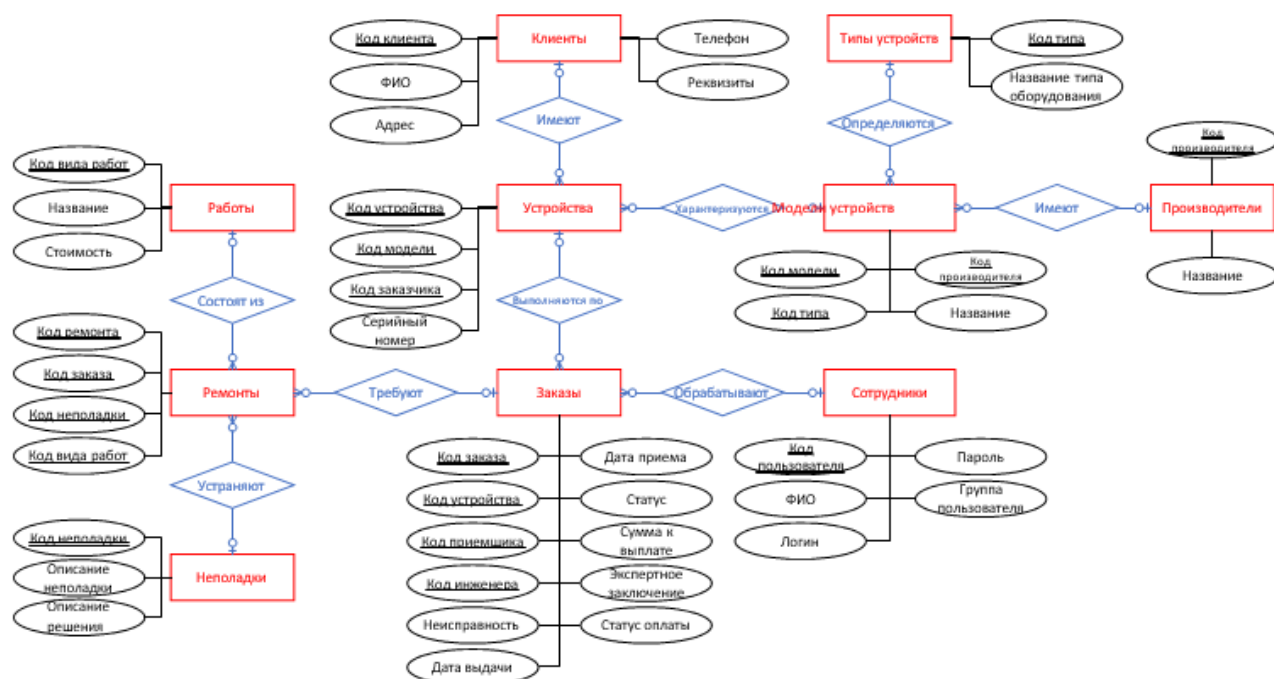 Код клиента
Клиенты
Телефон
Типы устройств
Код типа
ФИО
Реквизиты
Название типа
оборудования
Адрес
Имеют
Определяются
Код
производителя
Код вида работ
Название
Стоимость
Работы
Код устройства
Код модели
Код заказчика
Серийный
номер
Устройства
Характеризуются
Модели устройств
Имеют
Производители
Название
Код модели
Код
производителя
Код типа
Название
Состоят из
Выполняются по
Код ремонта
Код заказа
Код неполадки
Код вида работ
Ремонты
Требуют
Заказы
Обрабатывают
Сотрудники
Устраняют
Код заказа
Дата приема
Код устройства
Статус
Код приемщика
Сумма к
выплате
Код инженера
Экспертное
заключение
Неисправность
Статус оплаты
Дата выдачи
Код
пользователя
Пароль
ФИО
Группа
пользователя
Логин
Код неполадки
Описание
неполадки
Описание
решения
Неполадки